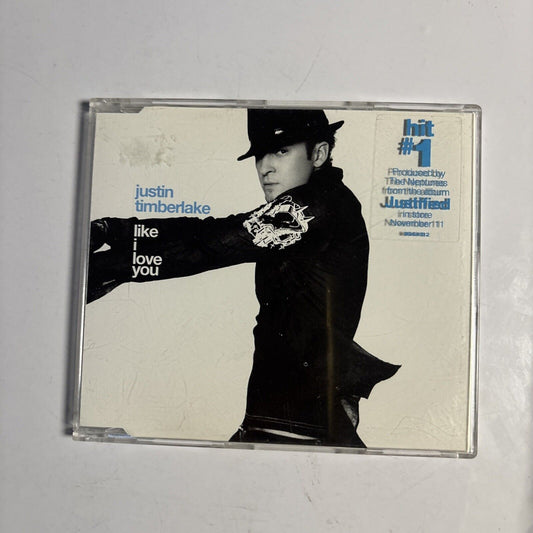 justin
timberlake
like
i
love
you
hit
#1
Produced by
The Neptunes
from the album
Justified
in store
November 11